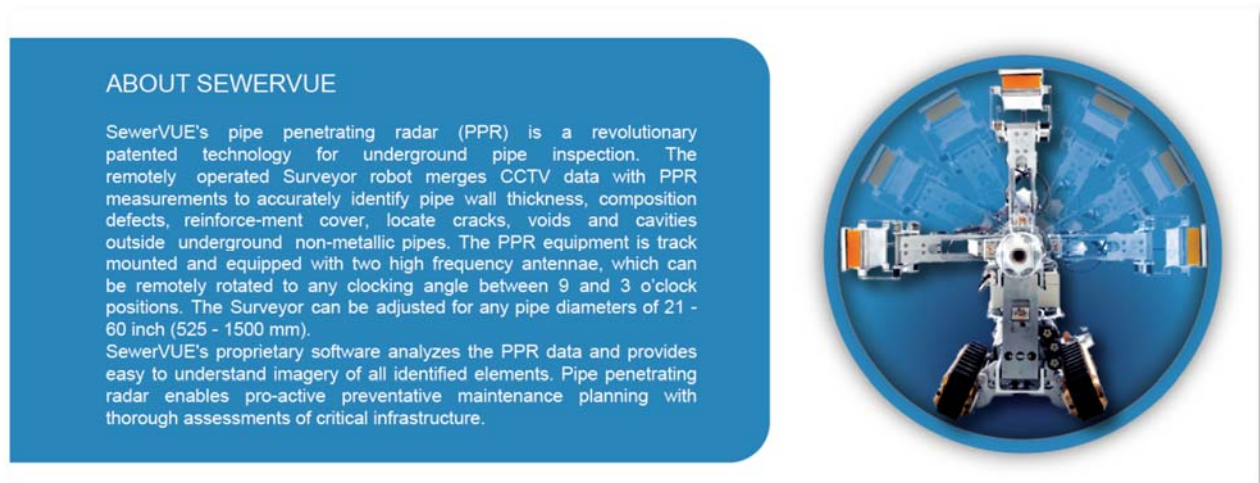 ABOUT SEWERVUE
SewerVUE's pipe penetrating radar (PPR) is a revolutionary
patented technology for underground pipe inspection. The
remotely operated Surveyor robot merges CCTV data with PPR
measurements to accurately identify pipe wall thickness, composition
defects, reinforce-ment cover, locate cracks, voids and cavities
outside underground non-metallic pipes. The PPR equipment is track
mounted and equipped with two high frequency antennae, which can
be remotely rotated to any clocking angle between 9 and 3 o'clock
positions. The Surveyor can be adjusted for any pipe diameters of 21 -
60 inch (525 - 1500 mm).
SewerVUE's proprietary software analyzes the PPR data and provides
easy to understand imagery of all identified elements. Pipe penetrating
radar enables pro-active preventative maintenance planning with
thorough assessments of critical infrastructure.